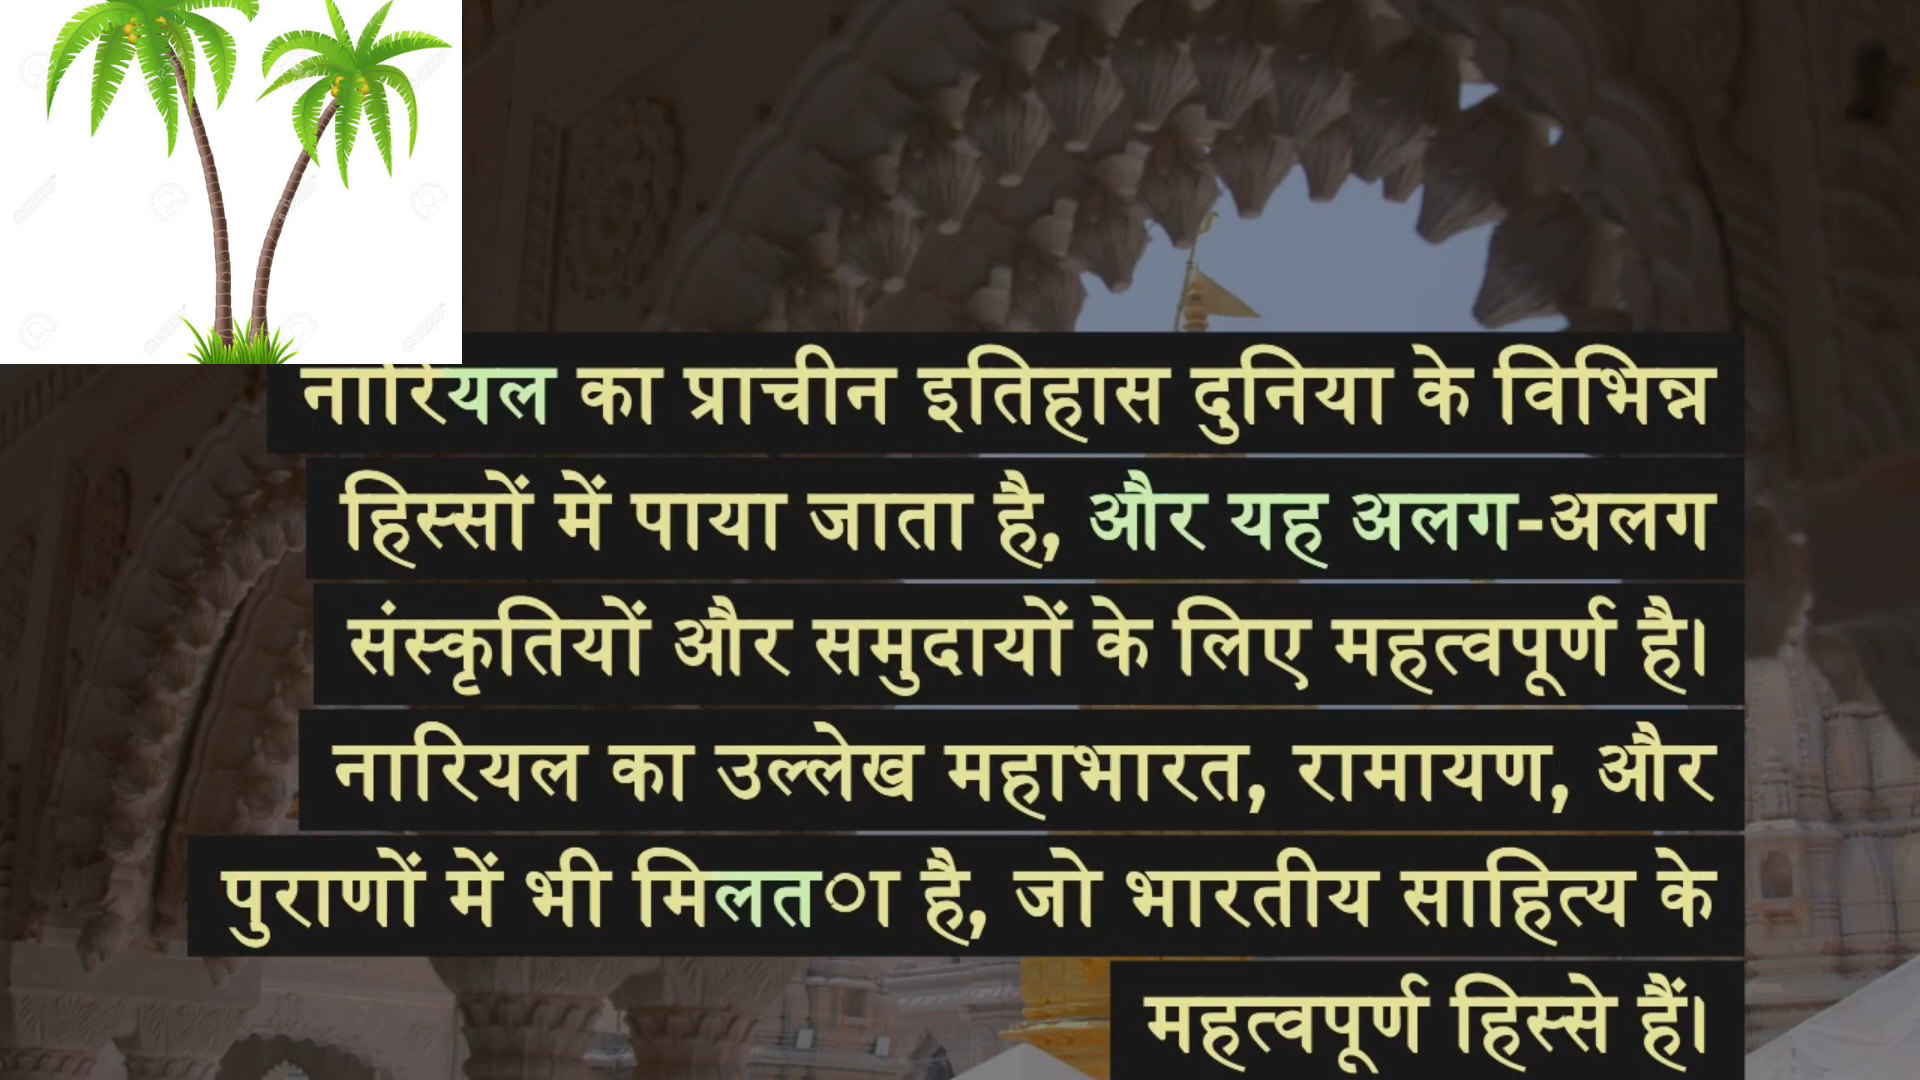 नारियल का प्राचीन इतिहास दुनिया के विभिन्न
हिस्सों में पाया जाता है, और यह अलग-अलग
संस्कृतियों और समुदायों के लिए महत्वपूर्ण है।
नारियल का उल्लेख महाभारत, रामायण, और
पुराणों में भी मिलत◌ा है, जो भारतीय साहित्य के
महत्वपूर्ण हिस्से हैं।